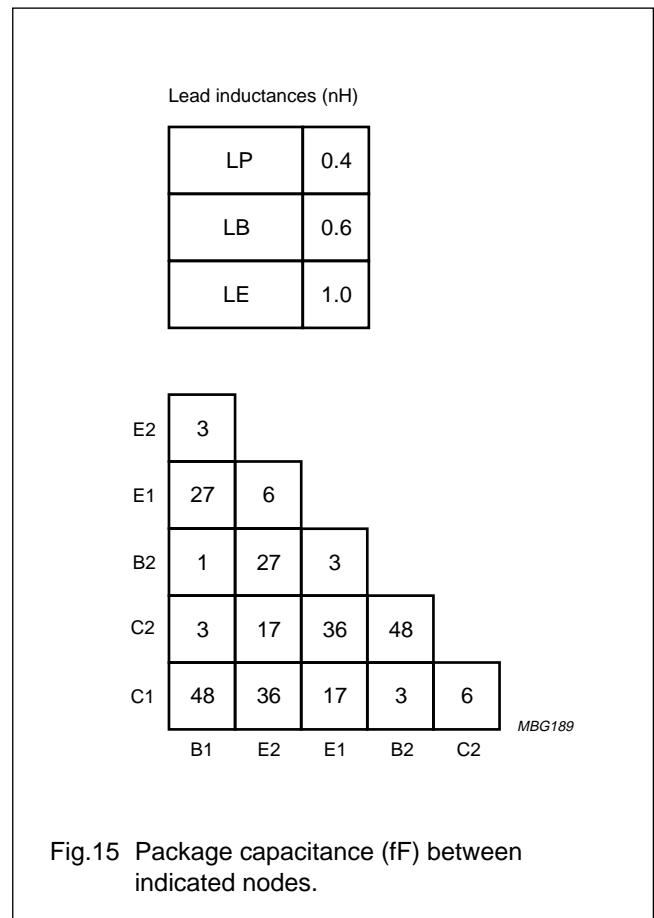 Lead inductances (nH)
LP 0.4
LB 0.6
LE 1.0
E2 3
E1 27 6
B2 1 27 3
C2 3 17 36 48
C1 48 36 17 3 6
MBG189
B1 E2 E1 B2 C2
Fig.15 Package capacitance (fF) between
indicated nodes.